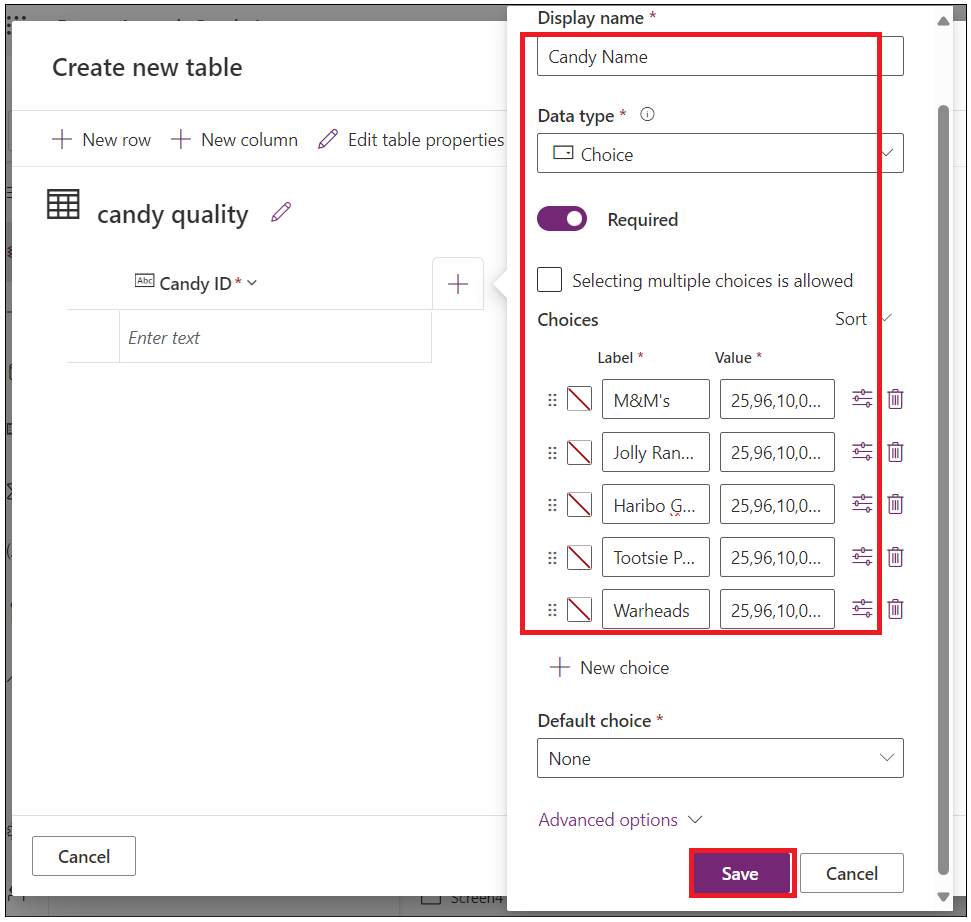 Create new table
New row New column Edit table properties
candy quality
Abc Candy ID *
Enter text
Cancel
Display name *
Candy Name
Data type *
Choice
Required
Selecting multiple choices is allowed
Choices Sort
Label * Value *
M&M's 25,96,10,0...
Jolly Ran... 25,96,10,0...
Haribo G... 25,96,10,0...
Tootsie P... 25,96,10,0...
Warheads 25,96,10,0...
New choice
Default choice *
None
Advanced options
Save Cancel
Screen4